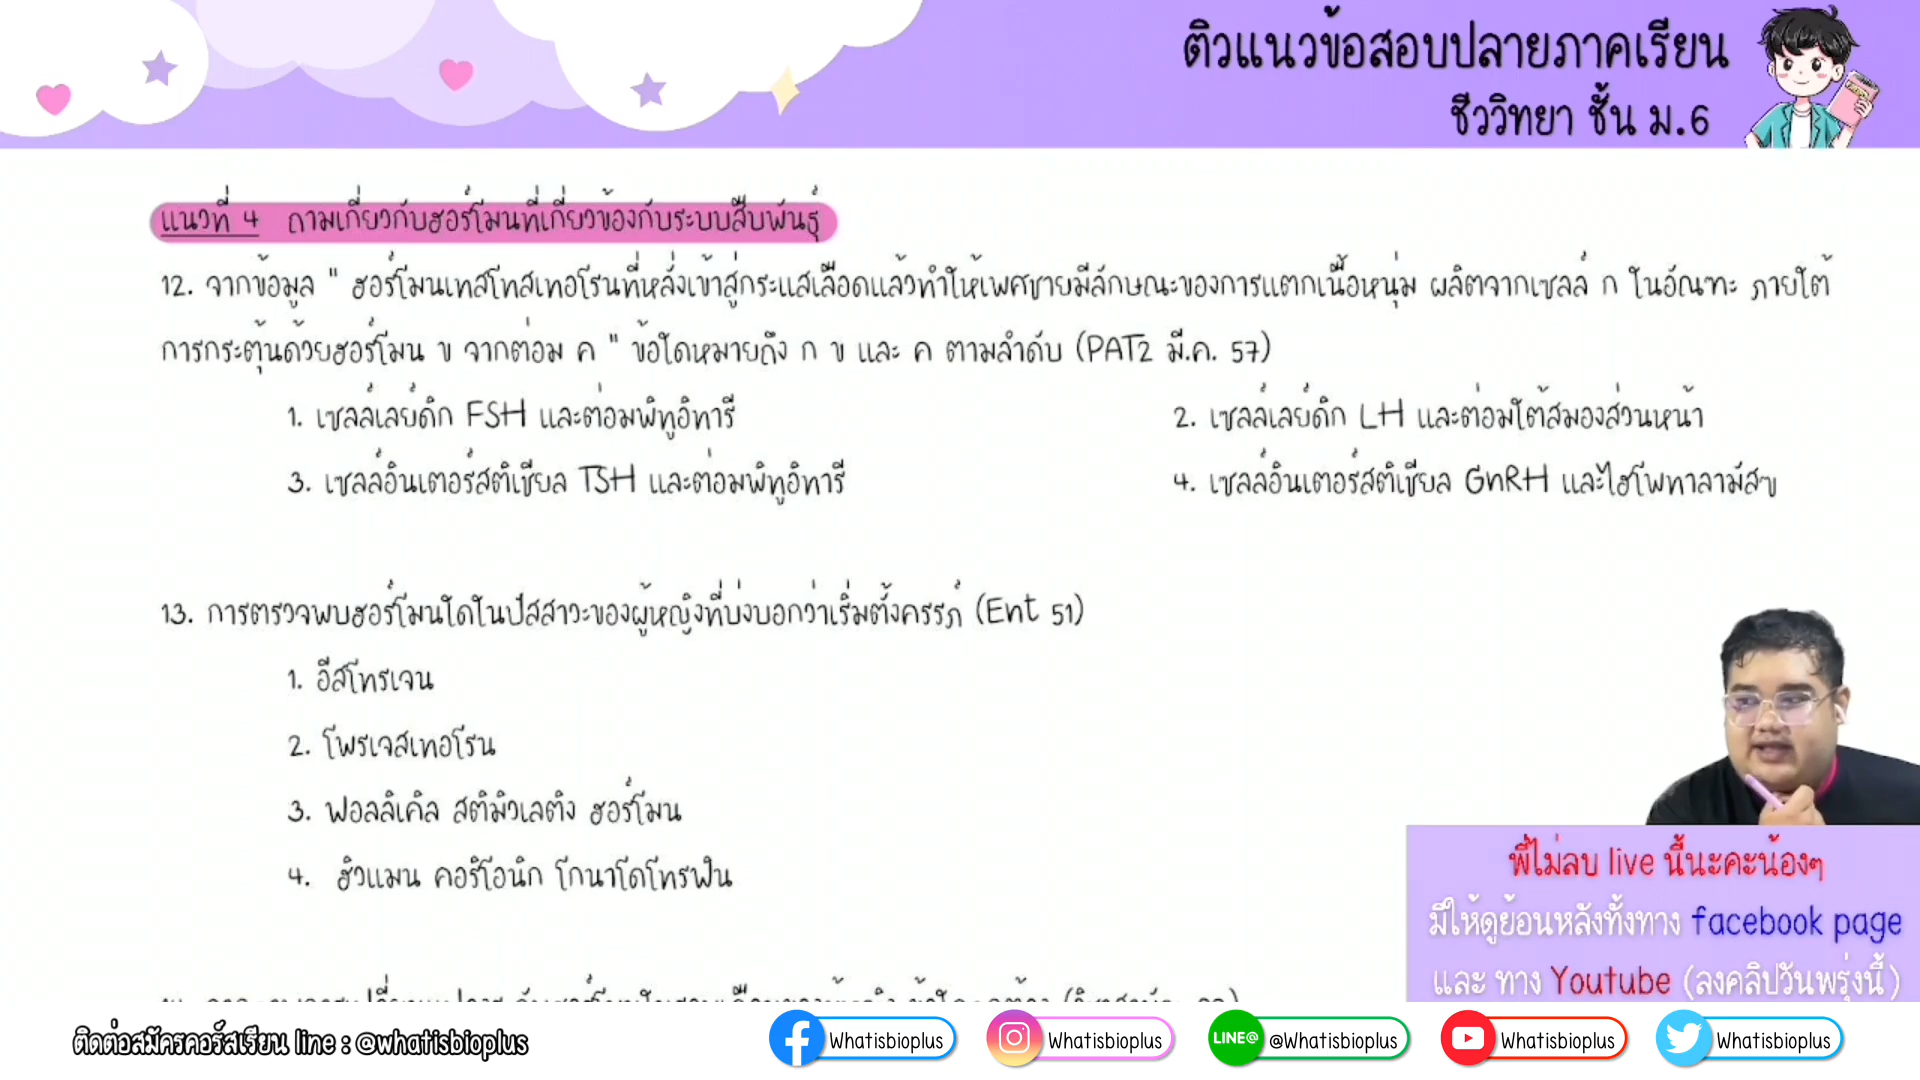 ติวแนวข้อสอบปลายภาคเรียน
ชีววิทยา ชั้น ม.6
แนวที่ 4 ถามเกี่ยวกับฮอร์โมนที่เกี่ยวข้องกับระบบสืบพันธุ์
12. จากข้อมูล " ฮอร์โมนเทสโทสเทอโรนที่หลั่งเข้าสู่กระแสเลือดแล้วทำให้เพศชายมีลักษณะของการแตกเนื้อหนุ่ม ผลิตจากเซลล์ ก ในอัณฑะ ภายใต้
การกระตุ้นด้วยฮอร์โมน ข จากต่อม ค " ข้อใดหมายถึง ก ข และ ค ตามลำดับ (PAT2 มี.ค. 57)
1. เซลล์เลย์ดิก FSH และต่อมพิทูอิทารี
2. เซลล์เลย์ดิก LH และต่อมใต้สมองส่วนหน้า
3. เซลล์อินเตอร์สติเชียล TSH และต่อมพิทูอิทารี
4. เซลล์อินเตอร์สติเชียล GnRH และไฮโพทาลามัสข
13. การตรวจพบฮอร์โมนใดในปัสสาวะของผู้หญิงที่บ่งบอกว่าเริ่มตั้งครรภ์ (Ent 51)
1. อีสโทรเจน
2. โพรเจสเทอโรน
3. ฟอลลิเคิล สติมิวเลติง ฮอร์โมน
4. ฮิวแมน คอริโอนิก โกนาโดโทรฟิน
พี่ไม่ลบ live นี้นะคะน้องๆ
มีให้ดูย้อนหลังทั้งทาง facebook page
และ ทาง Youtube (ลงคลิปวันพรุ่งนี้)
ติดต่อสมัครคอร์สเรียน line : @whatisbioplus
Whatisbioplus
Whatisbioplus
LINE@ @Whatisbioplus
Whatisbioplus
Whatisbioplus